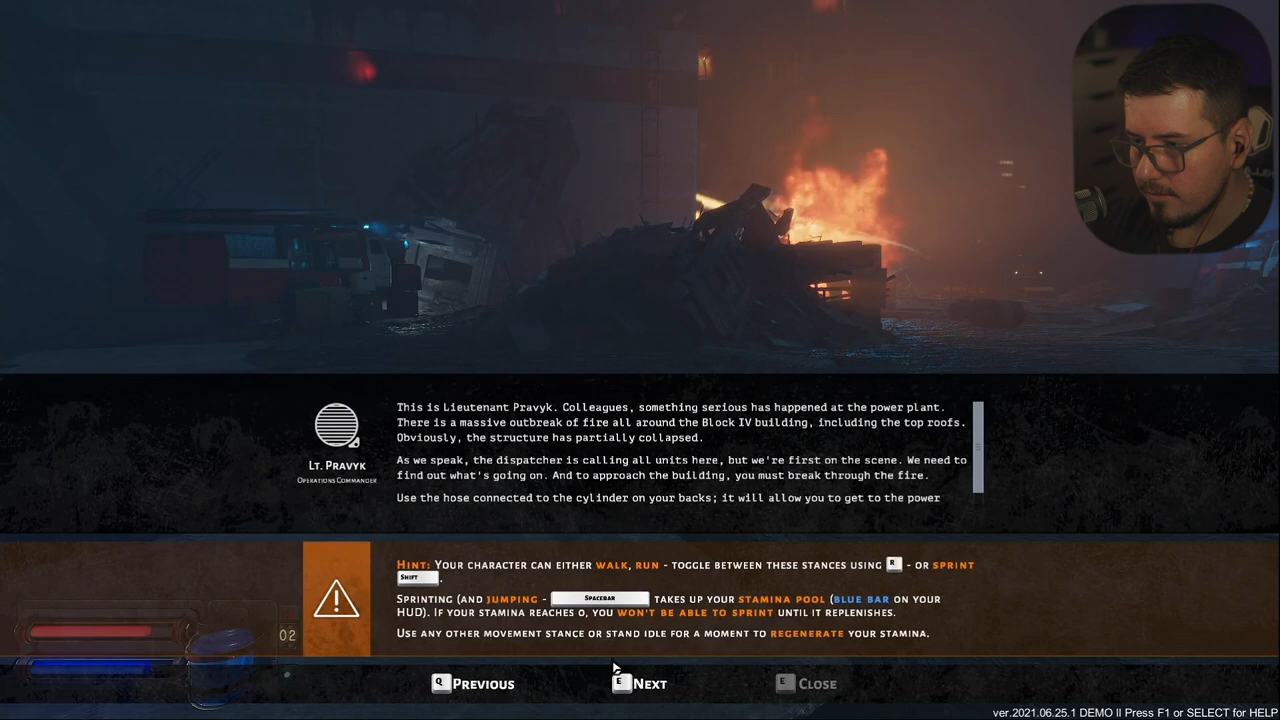 This is Lieutenant Pravyk. Colleagues, something serious has happened at the power plant.
There is a massive outbreak of fire all around the Block IV building, including the top roofs.
Obviously, the structure has partially collapsed.
As we speak, the dispatcher is calling all units here, but we're first on the scene. We need to
find out what's going on. And to approach the building, you must break through the fire.
Use the hose connected to the cylinder on your backs; it will allow you to get to the power
Lt. Pravyk
Operations Commander
Hint: Your character can either walk, run - toggle between these stances using R - or sprint
Shift .
Sprinting (and jumping - Spacebar takes up your stamina pool (blue bar on your
HUD). If your stamina reaches 0, you won't be able to sprint until it replenishes.
Use any other movement stance or stand idle for a moment to regenerate your stamina.
02
Q Previous
E Next
E Close
ver.2021.06.25.1 DEMO II Press F1 or SELECT for HELP